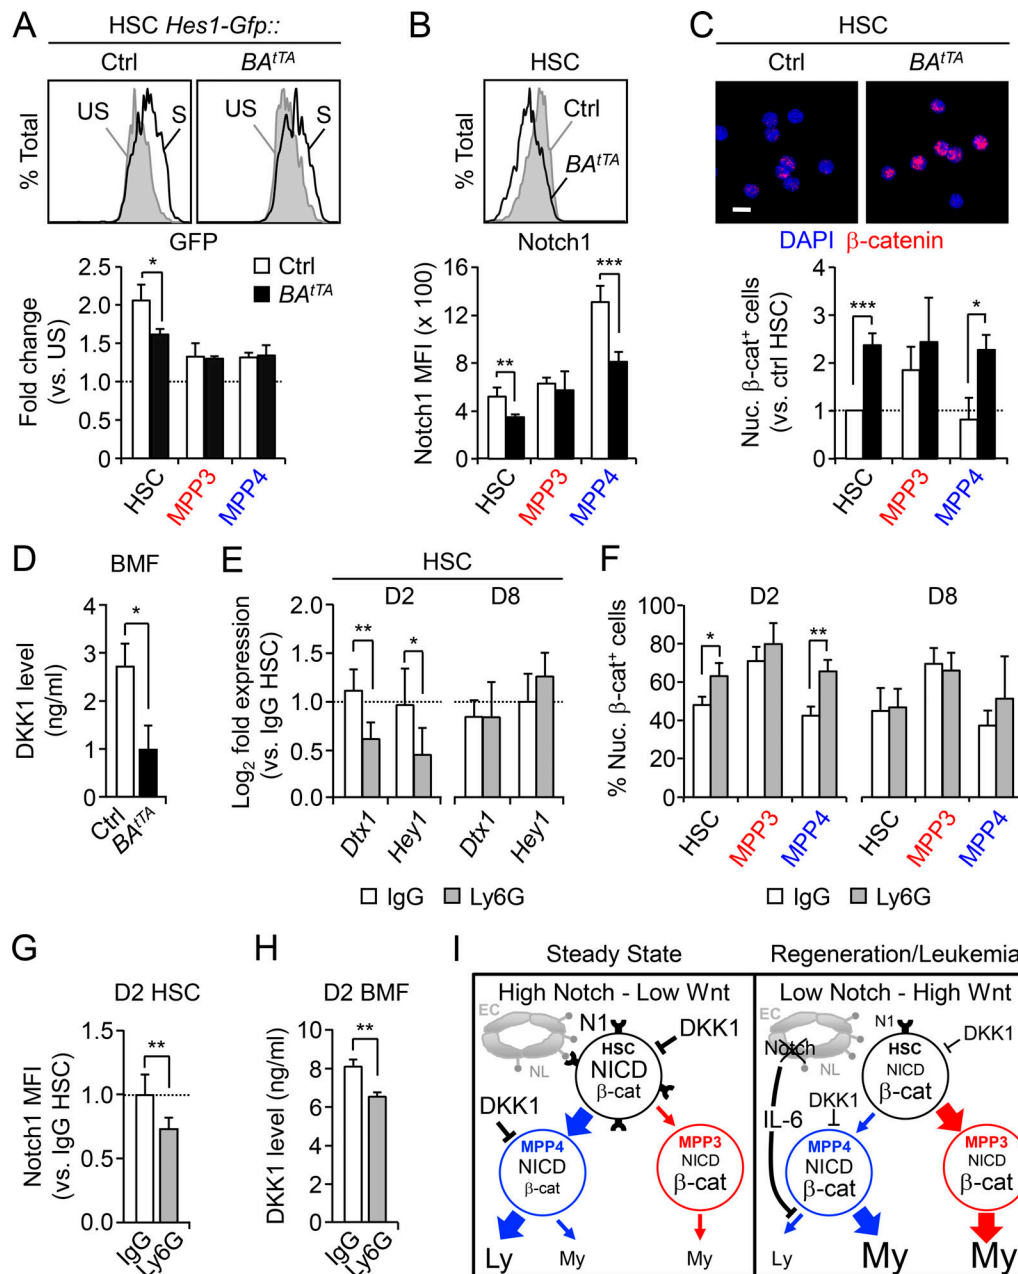 A
HSC Hes1-Gfp::
Ctrl
BAtTA
% Total
US
S
US
S
GFP
Fold change
(vs. US)
2.5
2.0
1.5
1.0
0.5
0
*
Ctrl
BAtTA
HSC
MPP3
MPP4
B
HSC
% Total
Ctrl
BAtTA
Notch1
Notch1 MFI (x 100)
16
12
8
4
0
**
***
HSC
MPP3
MPP4
C
HSC
Ctrl
BAtTA
DAPI β-catenin
Nuc. β-cat+ cells
(vs. ctrl HSC)
4
3
2
1
0
***
*
HSC
MPP3
MPP4
D
BMF
DKK1 level
(ng/ml)
4
3
2
1
0
*
Ctrl
BAtTA
E
HSC
D2
D8
Log2 fold expression
(vs. IgG HSC)
2.0
1.5
1.0
0.5
0.0
**
*
Dtx1
Hey1
Dtx1
Hey1
IgG
Ly6G
F
D2
D8
% Nuc. β-cat+ cells
100
80
60
40
20
0
*
**
HSC
MPP3
MPP4
HSC
MPP3
MPP4
IgG
Ly6G
G
D2 HSC
Notch1 MFI
(vs. IgG HSC)
1.5
1.0
0.5
0.0
**
IgG
Ly6G
H
D2 BMF
DKK1 level (ng/ml)
10
8
6
4
2
0
**
IgG
Ly6G
I
Steady State
High Notch - Low Wnt
EC
NL
N1
DKK1
HSC
NICD
β-cat
DKK1
MPP4
NICD
β-cat
MPP3
NICD
β-cat
Ly
My
My
Regeneration/Leukemia
Low Notch - High Wnt
EC
Notch
NL
N1
DKK1
HSC
NICD
β-cat
IL-6
DKK1
MPP4
NICD
β-cat
MPP3
NICD
β-cat
Ly
My
My